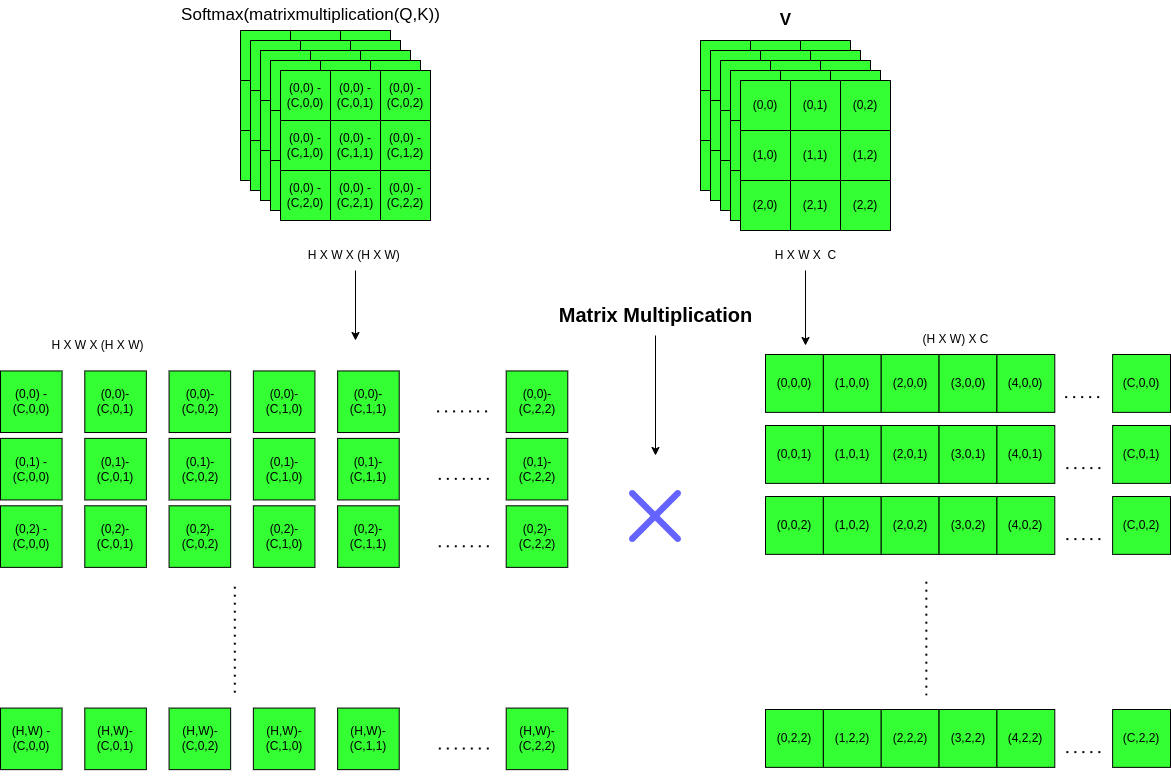 Softmax(matrixmultiplication(Q,K))
V
(0,0) - (0,0) - (0,0) -
(C,0,0) (C,0,1) (C,0,2)
(0,0) - (0,0) - (0,0) -
(C,1,0) (C,1,1) (C,1,2)
(0,0) - (0,0) - (0,0) -
(C,2,0) (C,2,1) (C,2,2)
(0,0) (0,1) (0,2)
(1,0) (1,1) (1,2)
(2,0) (2,1) (2,2)
H X W X (H X W)
H X W X C
Matrix Multiplication
H X W X (H X W)
(0,0) - (0,0)- (0,0)- (0,0)- (0,0)- (0,0)-
(C,0,0) (C,0,1) (C,0,2) (C,1,0) (C,1,1) ....... (C,2,2)
(0,1) - (0,1)- (0,1)- (0,1)- (0,1)- (0,1)-
(C,0,0) (C,0,1) (C,0,2) (C,1,0) (C,1,1) ....... (C,2,2)
(0,2) - (0,2)- (0,2)- (0,2)- (0,2)- (0,2)-
(C,0,0) (C,0,1) (C,0,2) (C,1,0) (C,1,1) ....... (C,2,2)
(H,W) - (H,W)- (H,W)- (H,W)- (H,W)- (H,W)-
(C,0,0) (C,0,1) (C,0,2) (C,1,0) (C,1,1) ....... (C,2,2)
(H X W) X C
(0,0,0) (1,0,0) (2,0,0) (3,0,0) (4,0,0) ..... (C,0,0)
(0,0,1) (1,0,1) (2,0,1) (3,0,1) (4,0,1) ..... (C,0,1)
(0,0,2) (1,0,2) (2,0,2) (3,0,2) (4,0,2) ..... (C,0,2)
(0,2,2) (1,2,2) (2,2,2) (3,2,2) (4,2,2) ..... (C,2,2)